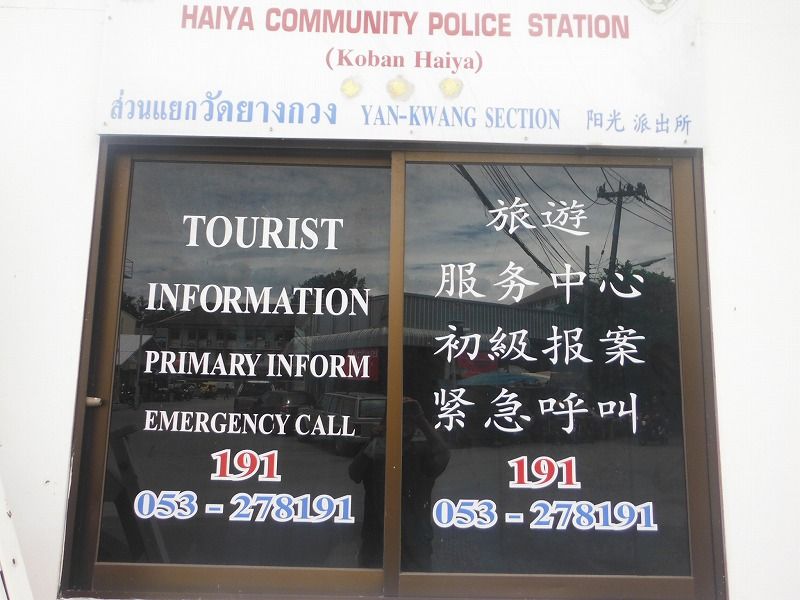 HAIYA COMMUNITY POLICE STATION
(Koban Haiya)
ส่วนแยกวัดยางกวง YAN-KWANG SECTION 阳光 派出所
TOURIST
INFORMATION
PRIMARY INFORM
EMERGENCY CALL
191
053 - 278191
旅遊
服务中心
初級报案
紧急呼叫
191
053 - 278191